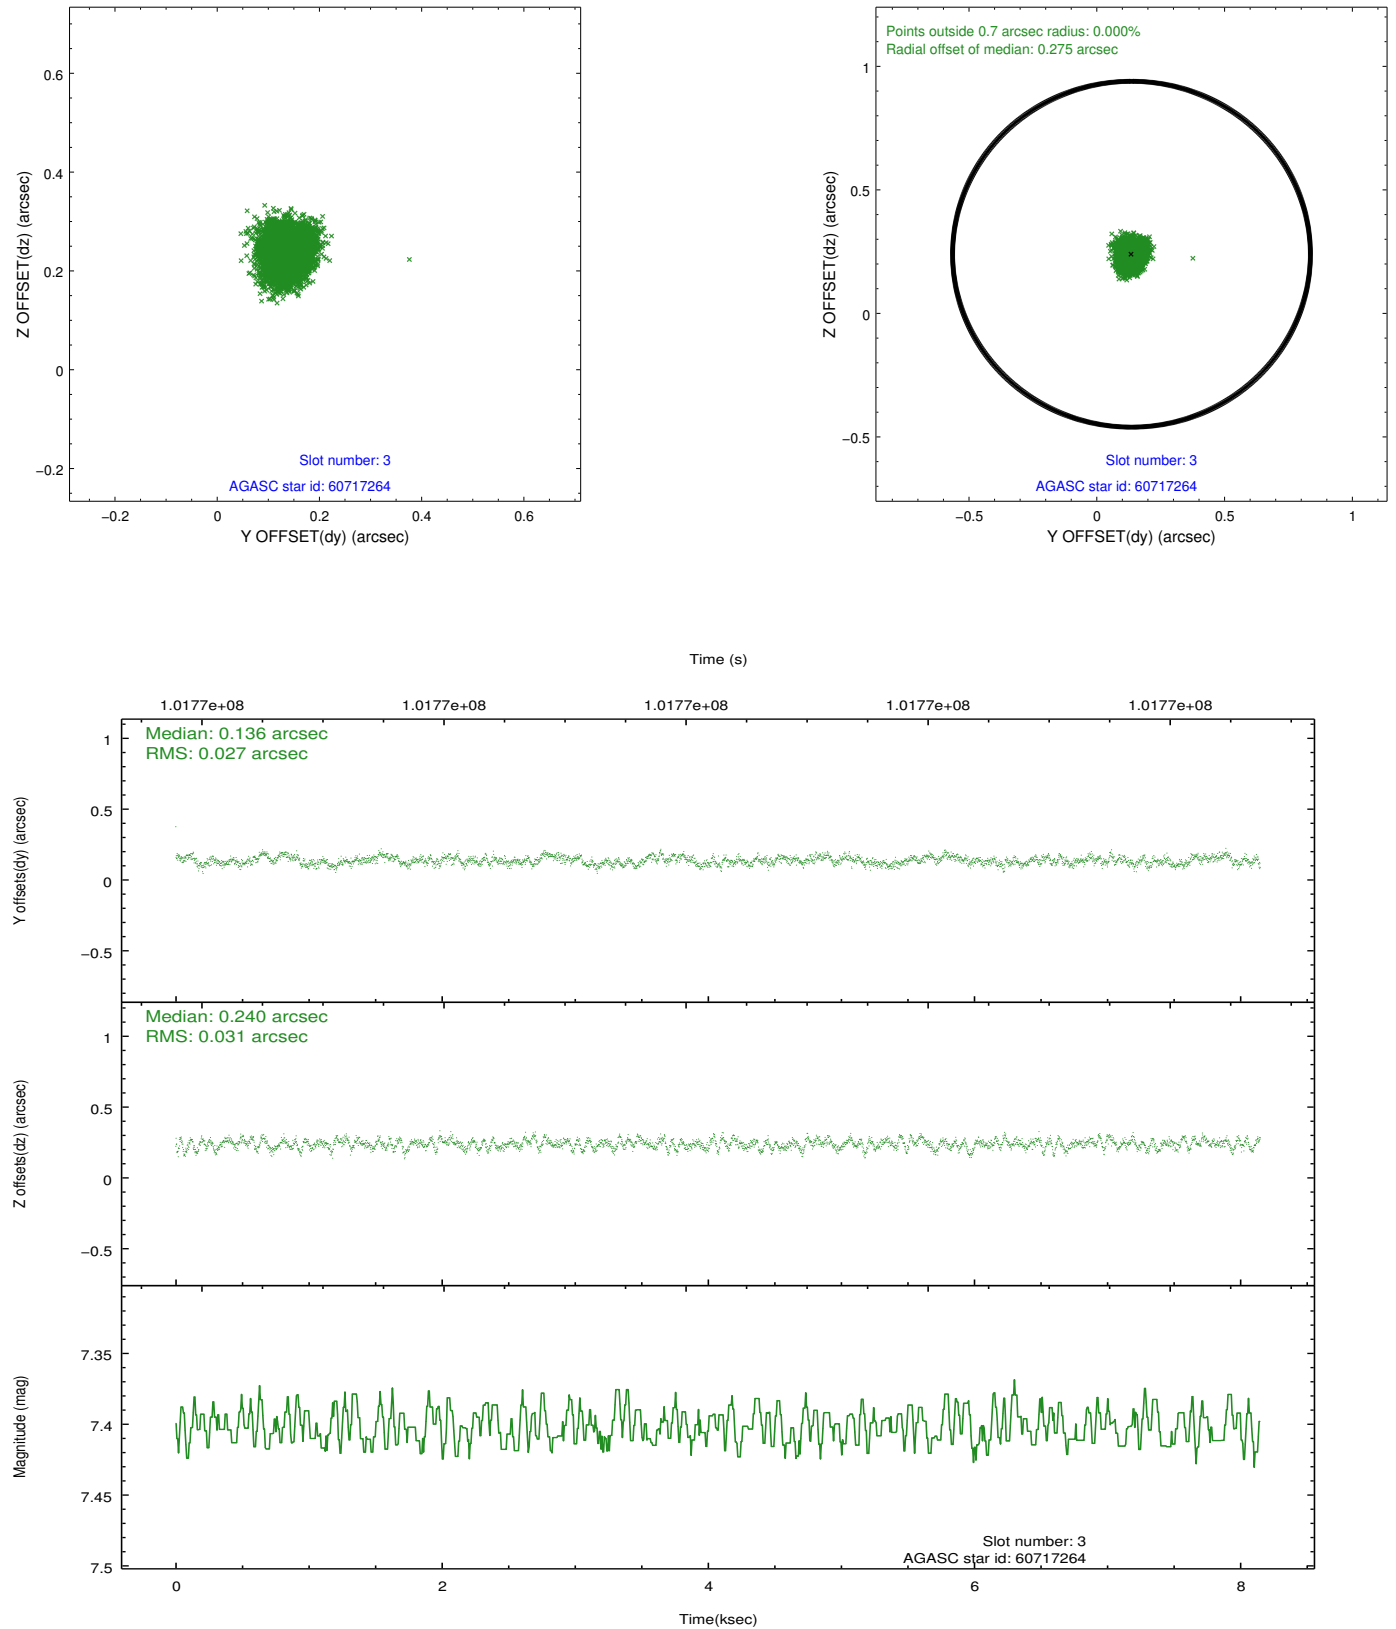 0.6
0.4
0.2
0
−0.2
Z OFFSET(dz) (arcsec)
Slot number: 3
AGASC star id: 60717264
−0.2 0 0.2 0.4 0.6
Y OFFSET(dy) (arcsec)
Points outside 0.7 arcsec radius: 0.000%
Radial offset of median: 0.275 arcsec
1
0.5
0
−0.5
Z OFFSET(dz) (arcsec)
Slot number: 3
AGASC star id: 60717264
−0.5 0 0.5 1
Y OFFSET(dy) (arcsec)
Time (s)
1.0177e+08 1.0177e+08 1.0177e+08 1.0177e+08 1.0177e+08
Median: 0.136 arcsec
RMS: 0.027 arcsec
1
0.5
0
−0.5
Y offsets(dy) (arcsec)
Median: 0.240 arcsec
RMS: 0.031 arcsec
1
0.5
0
−0.5
Z offsets(dz) (arcsec)
7.35
7.4
7.45
7.5
Magnitude (mag)
Slot number: 3
AGASC star id: 60717264
0 2 4 6 8
Time(ksec)